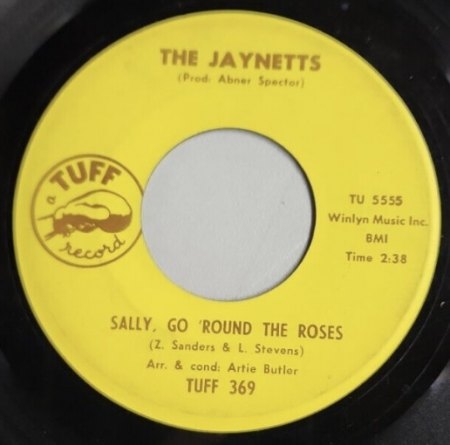 THE JAYNETTS
(Prod: Abner Spector)
a TUFF
record
TU 5555
Winlyn Music Inc.
BMI
Time 2:38
SALLY, GO 'ROUND THE ROSES
(Z. Sanders & L. Stevens)
Arr. & cond: Artie Butler
TUFF 369